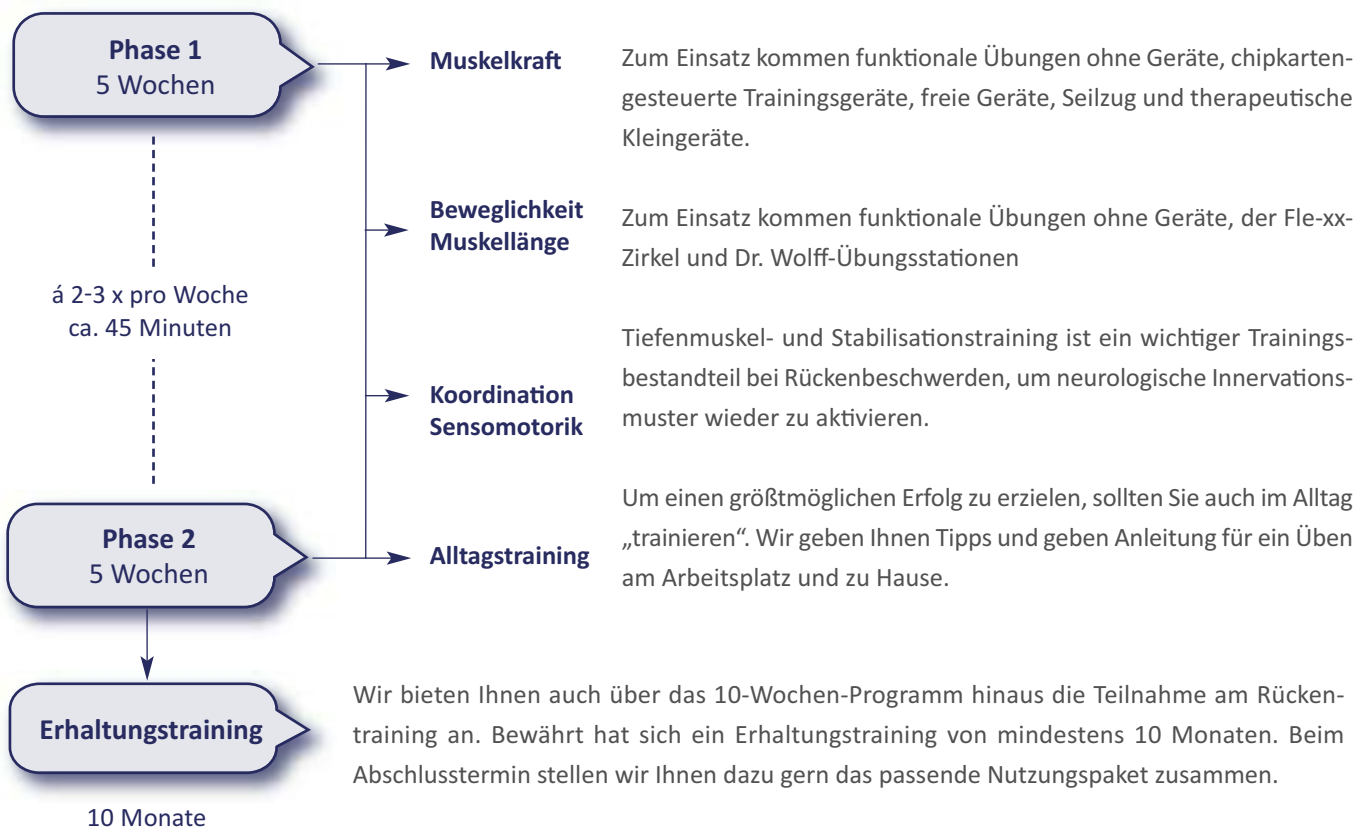 Phase 1
5 Wochen
á 2-3 x pro Woche
ca. 45 Minuten
Phase 2
5 Wochen
Muskelkraft
Zum Einsatz kommen funktionale Übungen ohne Geräte, chipkarten-
gesteuerte Trainingsgeräte, freie Geräte, Seilzug und therapeutische
Kleingeräte.
Beweglichkeit
Muskellänge
Zum Einsatz kommen funktionale Übungen ohne Geräte, der Fle-xx-
Zirkel und Dr. Wolff-Übungsstationen
Koordination
Sensomotorik
Tiefenmuskel- und Stabilisationstraining ist ein wichtiger Trainings-
bestandteil bei Rückenbeschwerden, um neurologische Innervations-
muster wieder zu aktivieren.
Alltagstraining
Um einen größtmöglichen Erfolg zu erzielen, sollten Sie auch im Alltag
„trainieren“. Wir geben Ihnen Tipps und geben Anleitung für ein Üben
am Arbeitsplatz und zu Hause.
Erhaltungstraining
10 Monate
Wir bieten Ihnen auch über das 10-Wochen-Programm hinaus die Teilnahme am Rücken-
training an. Bewährt hat sich ein Erhaltungstraining von mindestens 10 Monaten. Beim
Abschlusstermin stellen wir Ihnen dazu gern das passende Nutzungspaket zusammen.